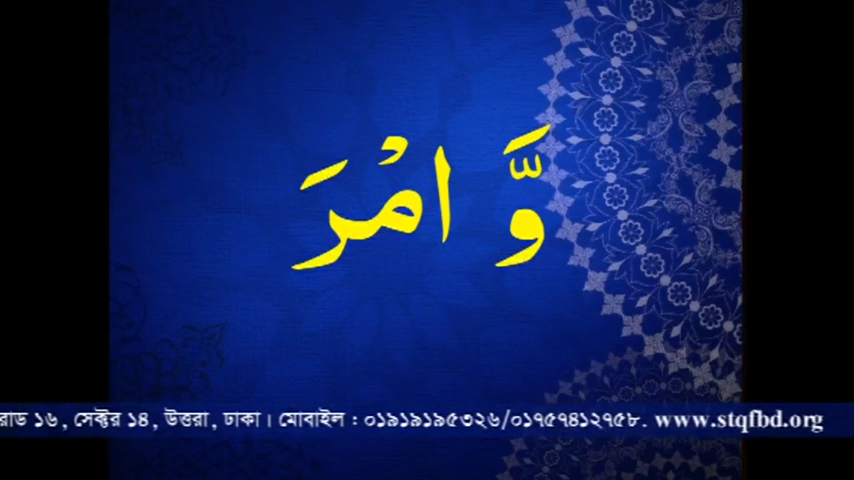 وَّ امْرَ
রাড ১৬, সেক্টর ১৪, উত্তরা, ঢাকা। মোবাইল : ০১৯১৯১৯৫৩২৬/০১৭৫৭৪১২৭৫৮. www.stqfbd.org